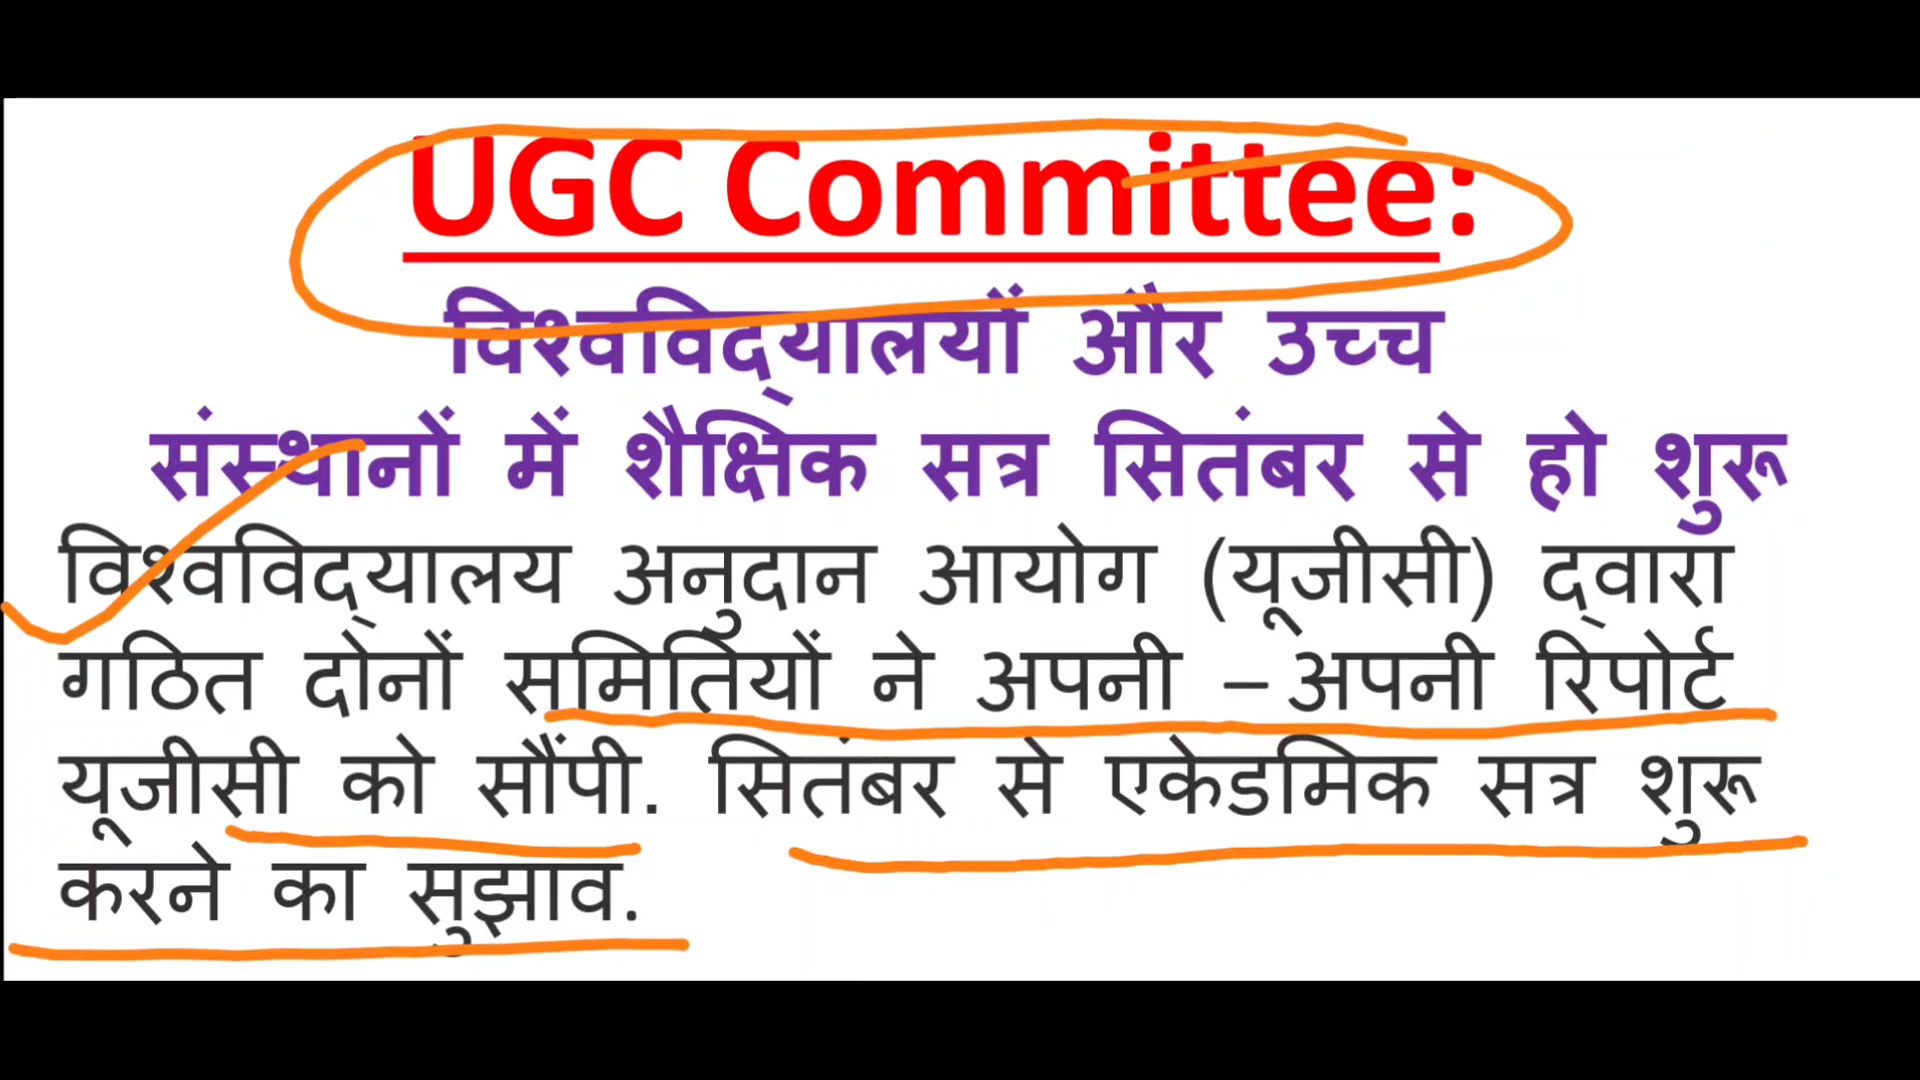 UGC Committee:
विश्वविद्यालयों और उच्च
संस्थानों में शैक्षिक सत्र सितंबर से हो शुरू
विश्वविद्यालय अनुदान आयोग (यूजीसी) द्वारा
गठित दोनों समितियों ने अपनी – अपनी रिपोर्ट
यूजीसी को सौंपी. सितंबर से एकेडमिक सत्र शुरू
करने का सुझाव.